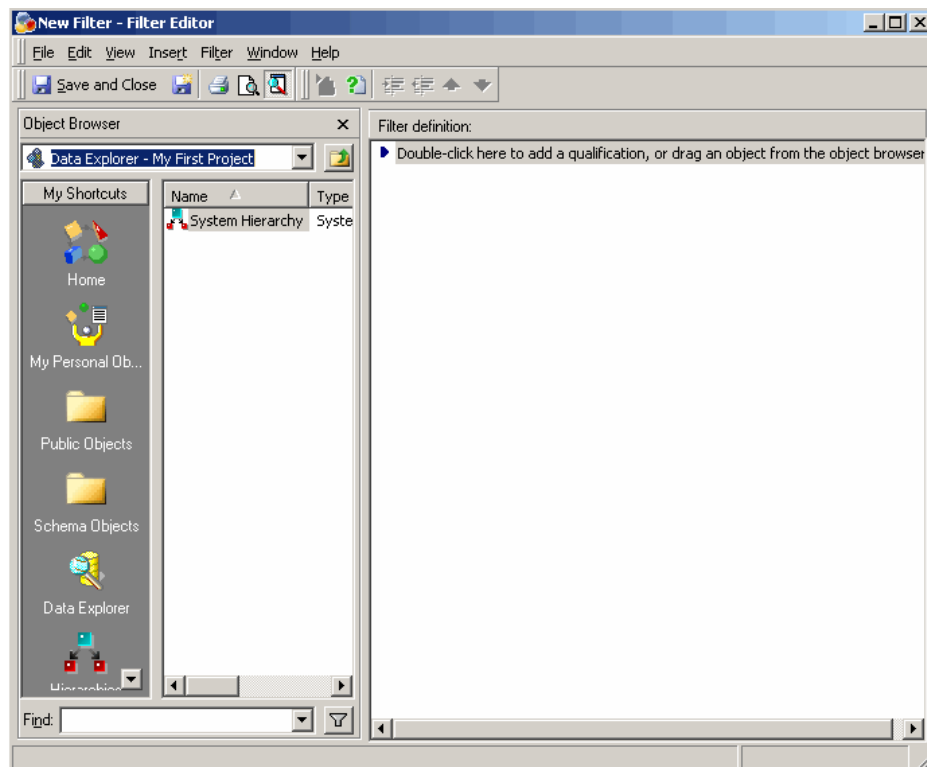 New Filter - Filter Editor
File Edit View Insert Filter Window Help
Save and Close
Object Browser
Filter definition:
Data Explorer - My First Project
Double-click here to add a qualification, or drag an object from the object browser
My Shortcuts
Name Type
System Hierarchy Syste
Home
My Personal Ob...
Public Objects
Schema Objects
Data Explorer
Hierarchies
Find: